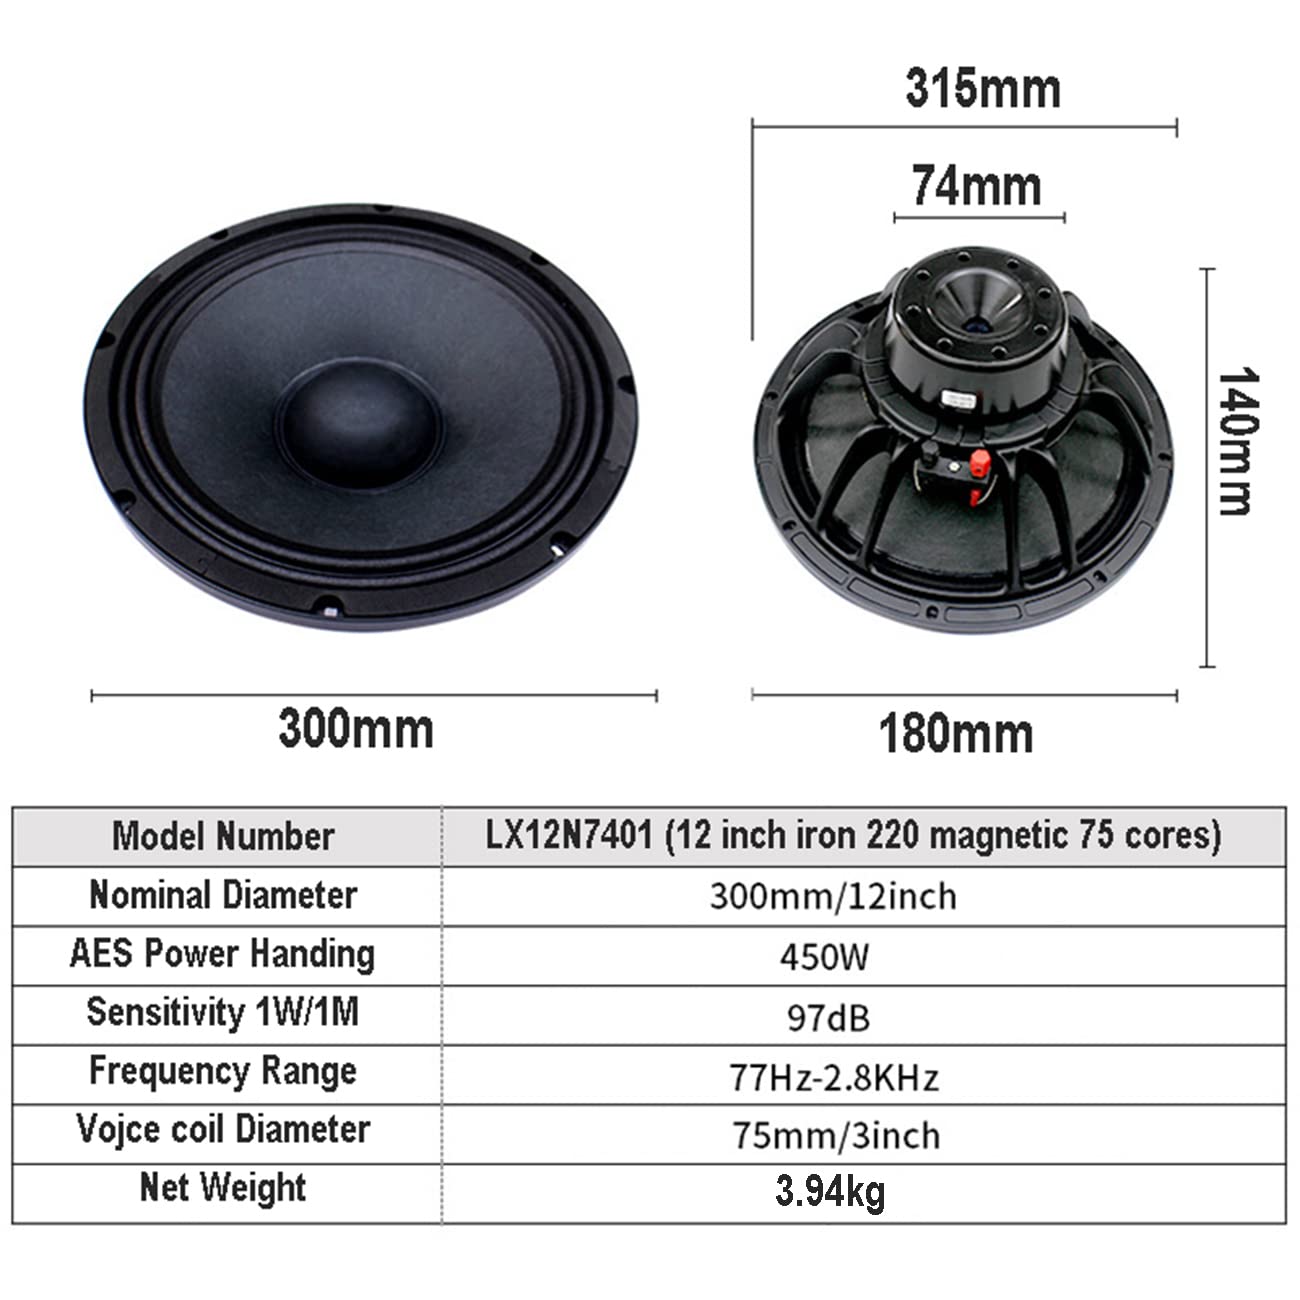 315mm
74mm
140mm
300mm
180mm
Model Number
LX12N7401 (12 inch iron 220 magnetic 75 cores)
Nominal Diameter
300mm/12inch
AES Power Handing
450W
Sensitivity 1W/1M
97dB
Frequency Range
77Hz-2.8KHz
Vojce coil Diameter
75mm/3inch
Net Weight
3.94kg